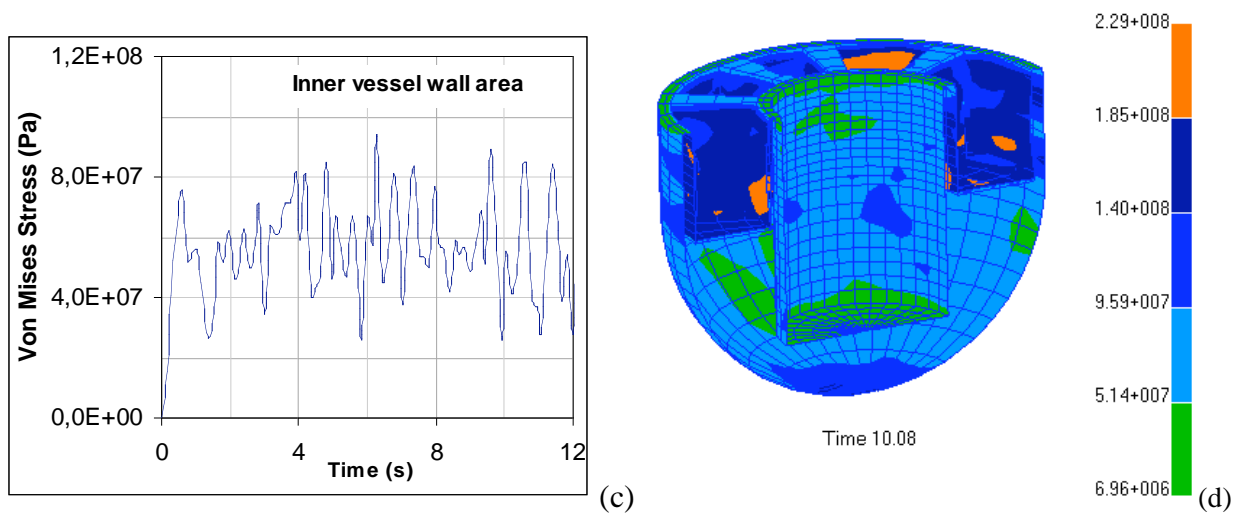 Inner vessel wall area
Von Mises Stress (Pa)
1,2E+08
8,0E+07
4,0E+07
0,0E+00
0
4
8
12
Time (s)
(c)
Time 10.08
2.29+008
1.85+008
1.40+008
9.59+007
5.14+007
6.96+006
(d)